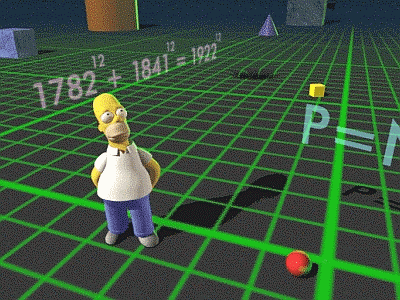 1782¹² + 1841¹² = 1922¹²
P =